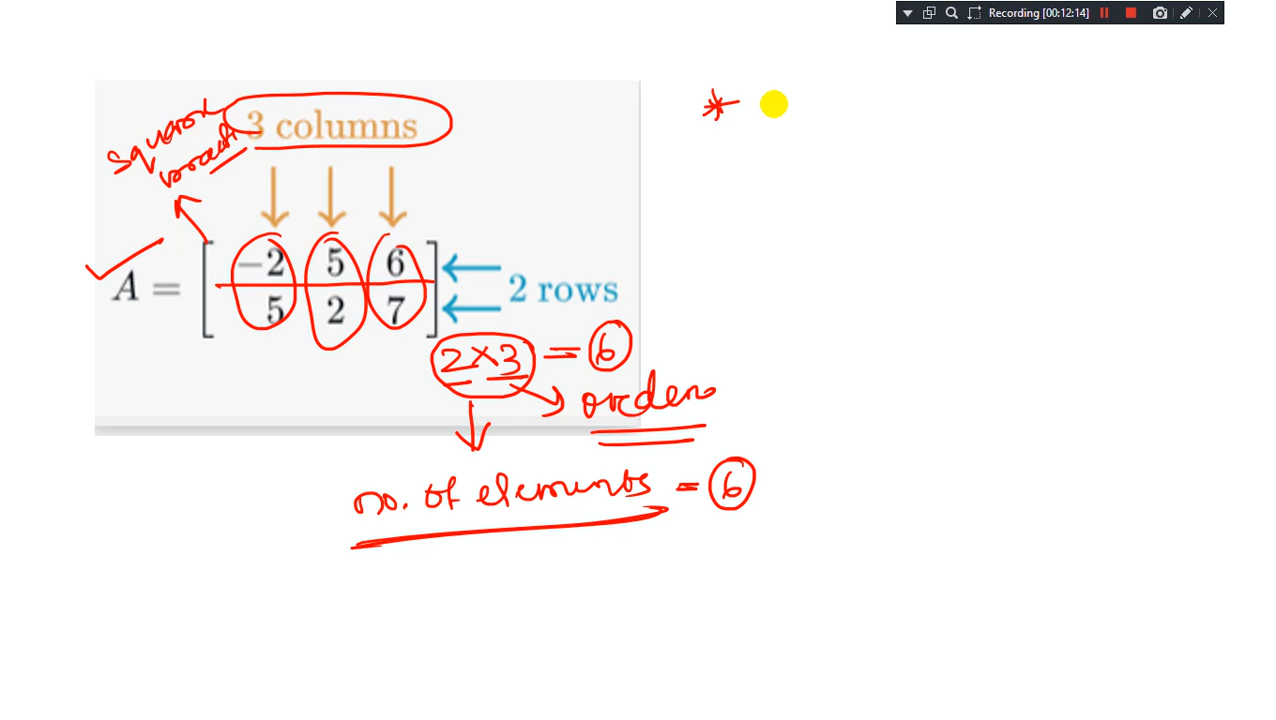 Recording [00:12:14]
3 columns
A = [ -2 5 6 ]
5 2 7
2 rows
2×3 = 6
order
no. of elements = 6